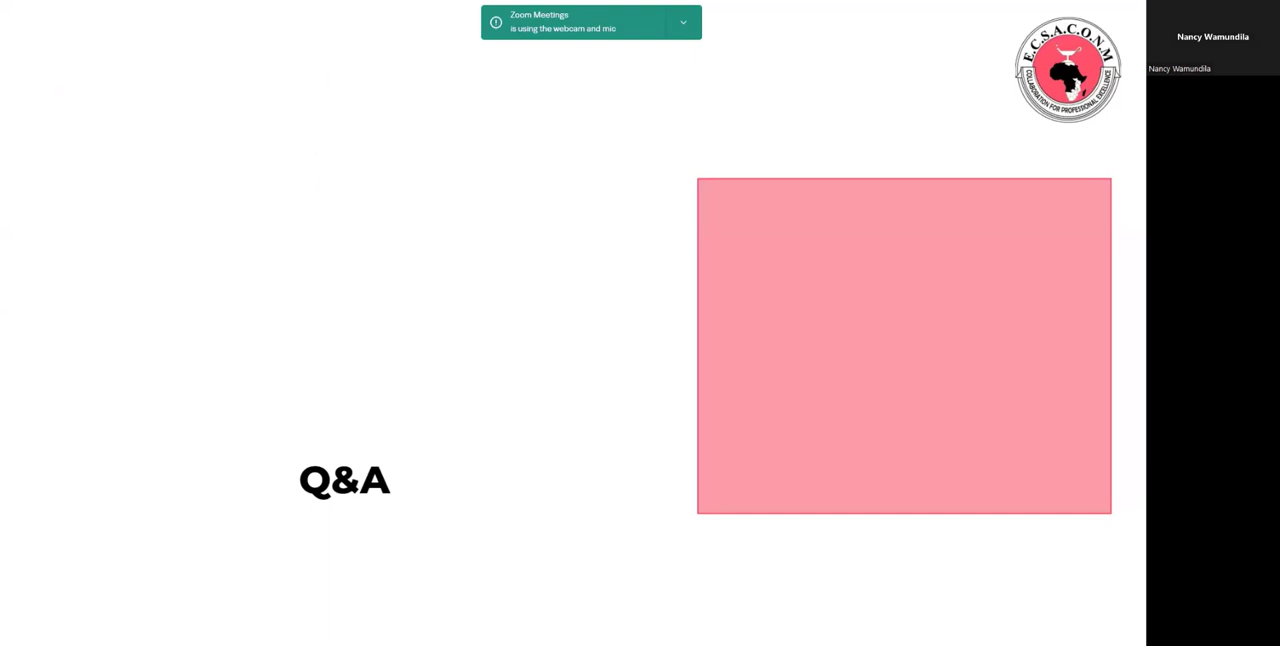 Zoom Meetings
is using the webcam and mic
E.C.S.A.C.O.N.M
COLLABORATION FOR PROFESSIONAL EXCELLENCE
Nancy Wamundila
Nancy Wamundila
Q&A